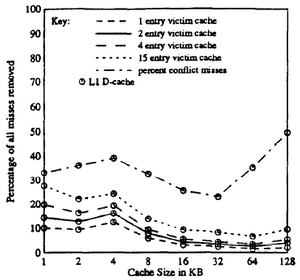 100
90
80
70
60
50
40
30
20
10
0
Percentage of all misses removed
Key:
1 entry victim cache
2 entry victim cache
4 entry victim cache
15 entry victim cache
percent conflict misses
L1 D-cache
1 2 4 8 16 32 64 128
Cache Size in KB